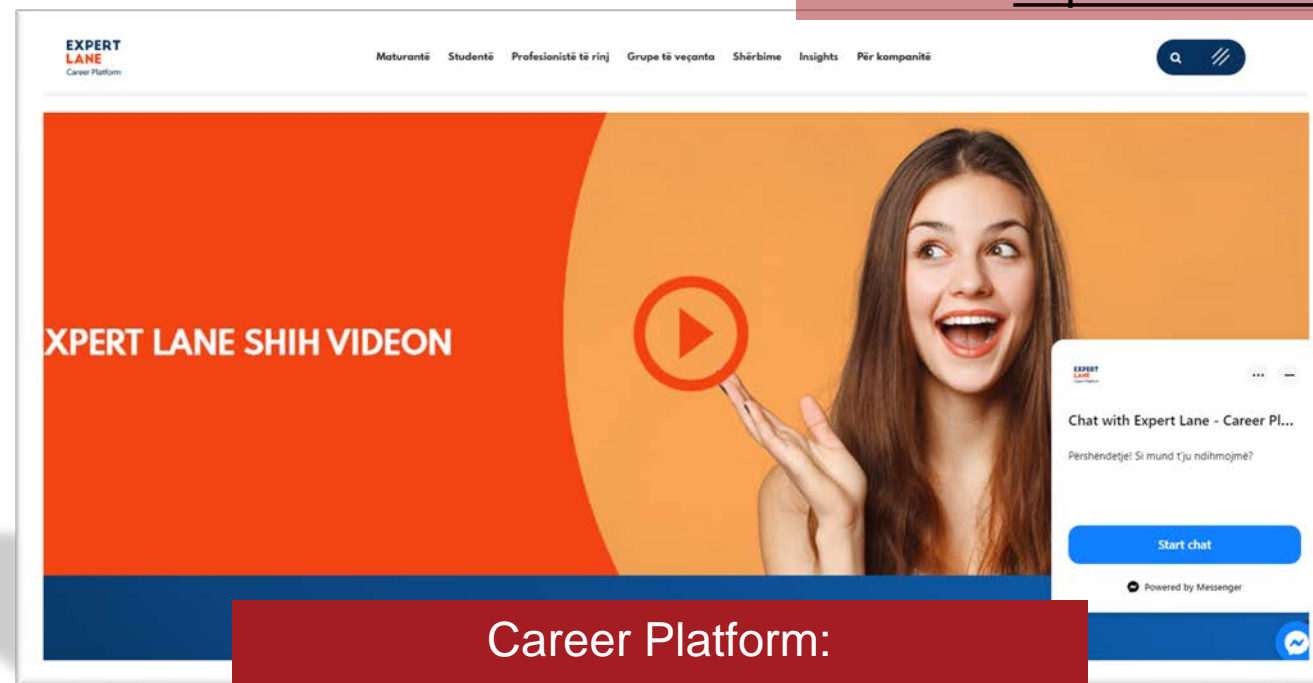 EXPERT
LANE
Career Platform
Maturantë Studentë Profesionistë të rinj Grupe të veçanta Shërbime Insights Për kompanitë
XPERT LANE SHIH VIDEON
EXPERT
LANE
Chat with Expert Lane - Career Pl...
Përshëndetje! Si mund t'ju ndihmojmë?
Start chat
Powered by Messenger
Career Platform: